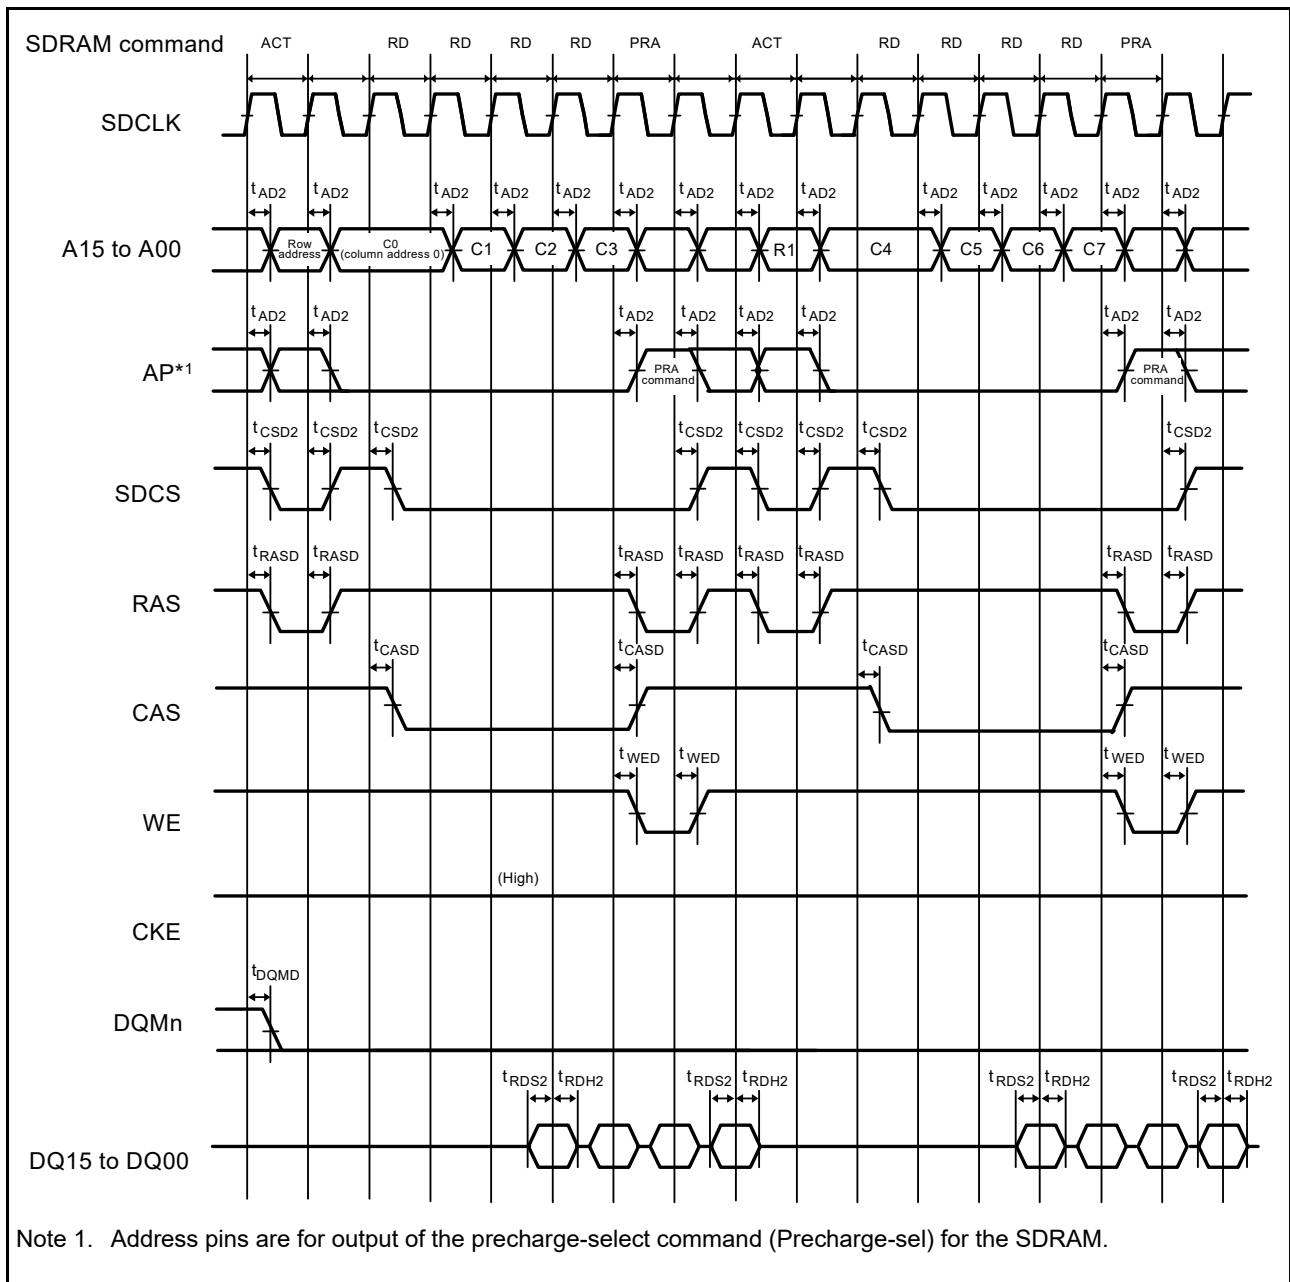 SDRAM command ACT RD RD RD RD PRA ACT RD RD RD RD PRA
SDCLK
tAD2 tAD2 tAD2 tAD2 tAD2 tAD2 tAD2 tAD2 tAD2 tAD2 tAD2 tAD2 tAD2 tAD2
A15 to A00 Row address C0 (column address 0) C1 C2 C3 R1 C4 C5 C6 C7
tAD2 tAD2 tAD2 tAD2 tAD2 tAD2 tAD2 tAD2
AP*1 PRA command PRA command
tCSD2 tCSD2 tCSD2 tCSD2 tCSD2 tCSD2 tCSD2 tCSD2
SDCS
tRASD tRASD tRASD tRASD tRASD tRASD tRASD tRASD
RAS
tCASD tCASD tCASD tCASD
CAS
tWED tWED tWED tWED
WE
(High)
CKE
tDQMD
DQMn
tRDS2 tRDH2 tRDS2 tRDH2 tRDS2 tRDH2 tRDS2 tRDH2
DQ15 to DQ00
Note 1. Address pins are for output of the precharge-select command (Precharge-sel) for the SDRAM.